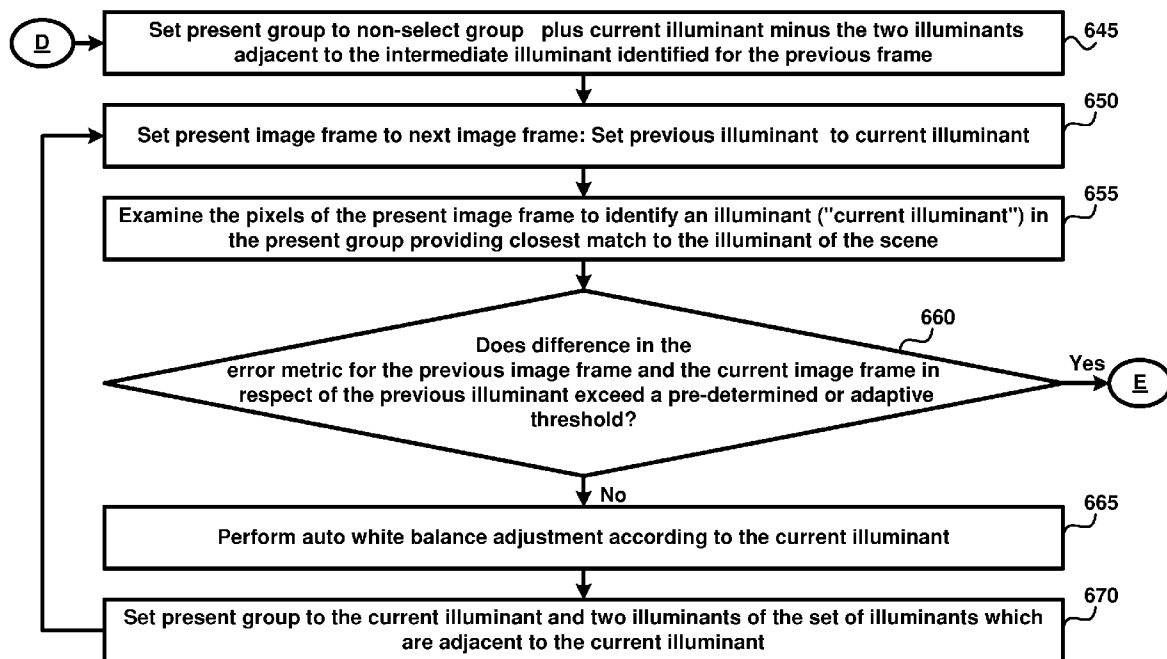 D
Set present group to non-select group plus current illuminant minus the two illuminants
adjacent to the intermediate illuminant identified for the previous frame
645
650
Set present image frame to next image frame: Set previous illuminant to current illuminant
655
Examine the pixels of the present image frame to identify an illuminant ("current illuminant") in
the present group providing closest match to the illuminant of the scene
660
Does difference in the
error metric for the previous image frame and the current image frame in
respect of the previous illuminant exceed a pre-determined or adaptive
threshold?
Yes
E
No
665
Perform auto white balance adjustment according to the current illuminant
670
Set present group to the current illuminant and two illuminants of the set of illuminants which
are adjacent to the current illuminant